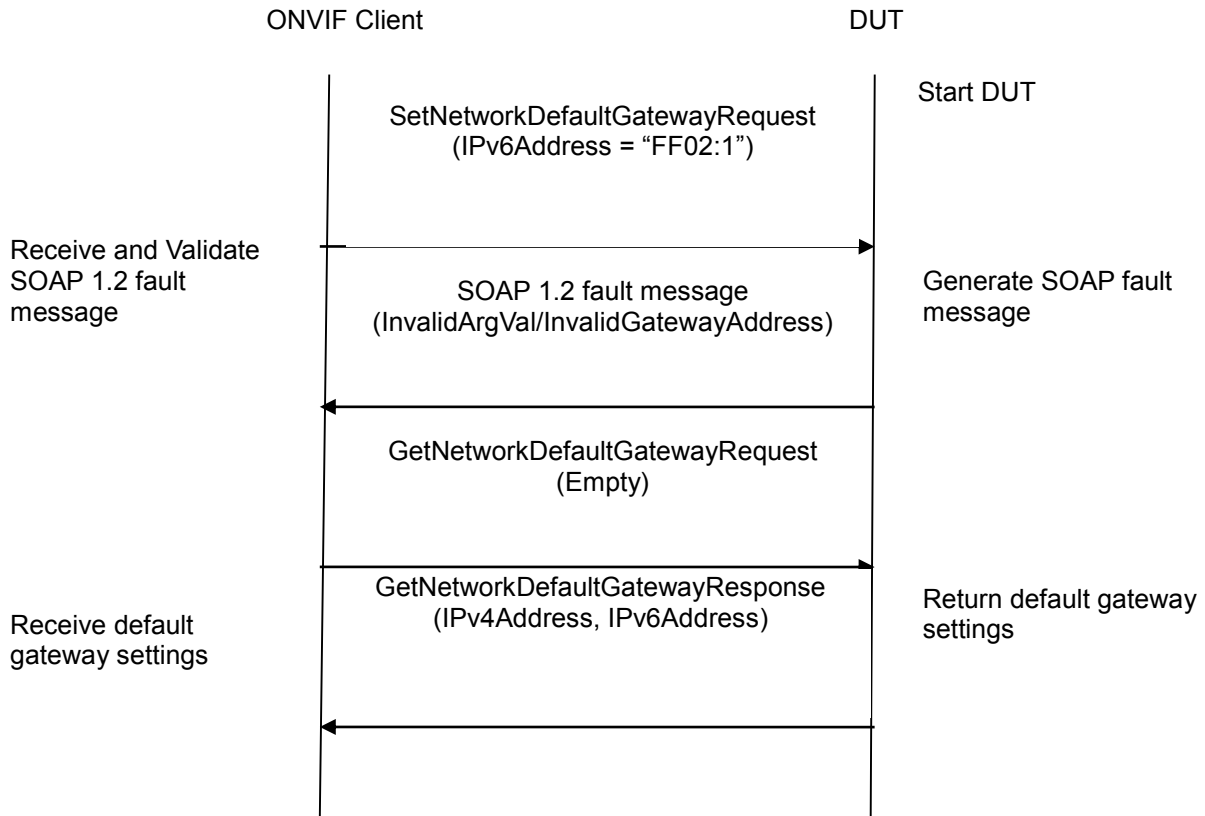 ONVIF Client
DUT
Start DUT
SetNetworkDefaultGatewayRequest
(IPv6Address = “FF02:1”)
Receive and Validate
SOAP 1.2 fault
message
SOAP 1.2 fault message
(InvalidArgVal/InvalidGatewayAddress)
Generate SOAP fault
message
GetNetworkDefaultGatewayRequest
(Empty)
GetNetworkDefaultGatewayResponse
(IPv4Address, IPv6Address)
Return default gateway
settings
Receive default
gateway settings